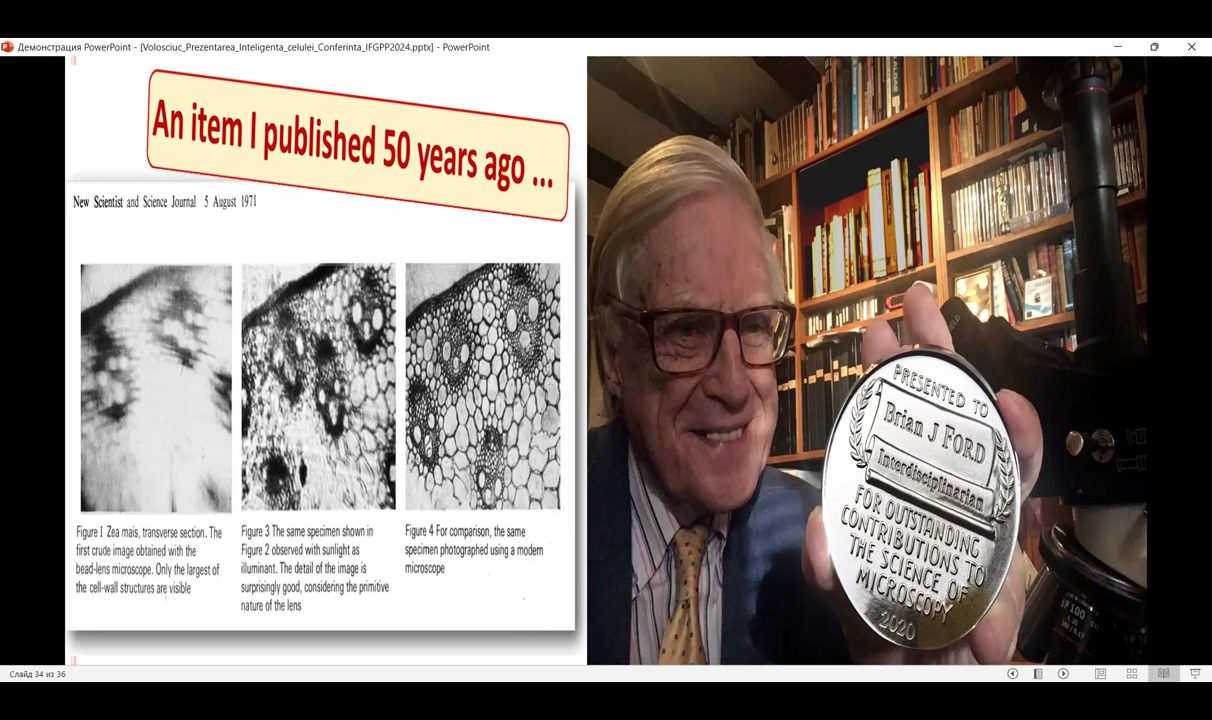 Демонстрация PowerPoint - [Volosciuc_Prezentarea_Inteligenta_celulei_Conferinta_IFGPP2024.pptx] - PowerPoint
An item I published 50 years ago ...
New Scientist and Science Journal 5 August 1971
Figure 1 Zea mais, transverse section. The
first crude image obtained with the
bead-lens microscope. Only the largest of
the cell-wall structures are visible
Figure 3 The same specimen shown in
Figure 2 observed with sunlight as
illuminant. The detail of the image is
surprisingly good, considering the primitive
nature of the lens
Figure 4 For comparison, the same
specimen photographed using a modern
microscope
PRESENTED TO
Brian J FORD
Interdisciplinarian
FOR OUTSTANDING
CONTRIBUTIONS TO
THE SCIENCE OF
MICROSCOPY
2020
IP 100
Слайд 34 из 36